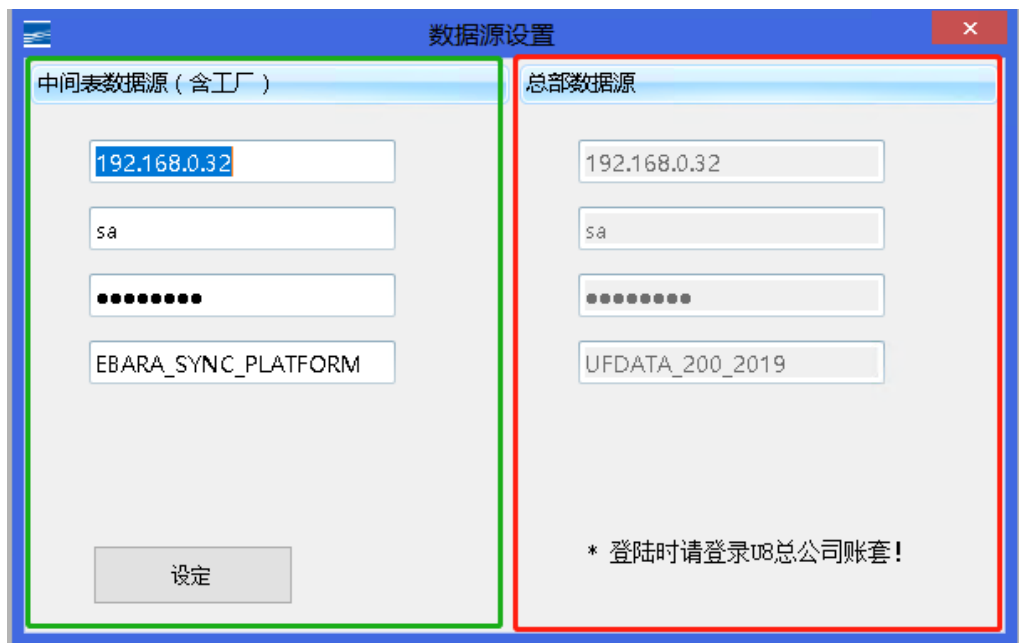 数据源设置
中间表数据源（含工厂）
192.168.0.32
sa
●●●●●●●●
EBARA_SYNC_PLATFORM
设定
总部数据源
192.168.0.32
sa
●●●●●●●●
UFDATA_200_2019
* 登陆时请登录U8总公司账套!